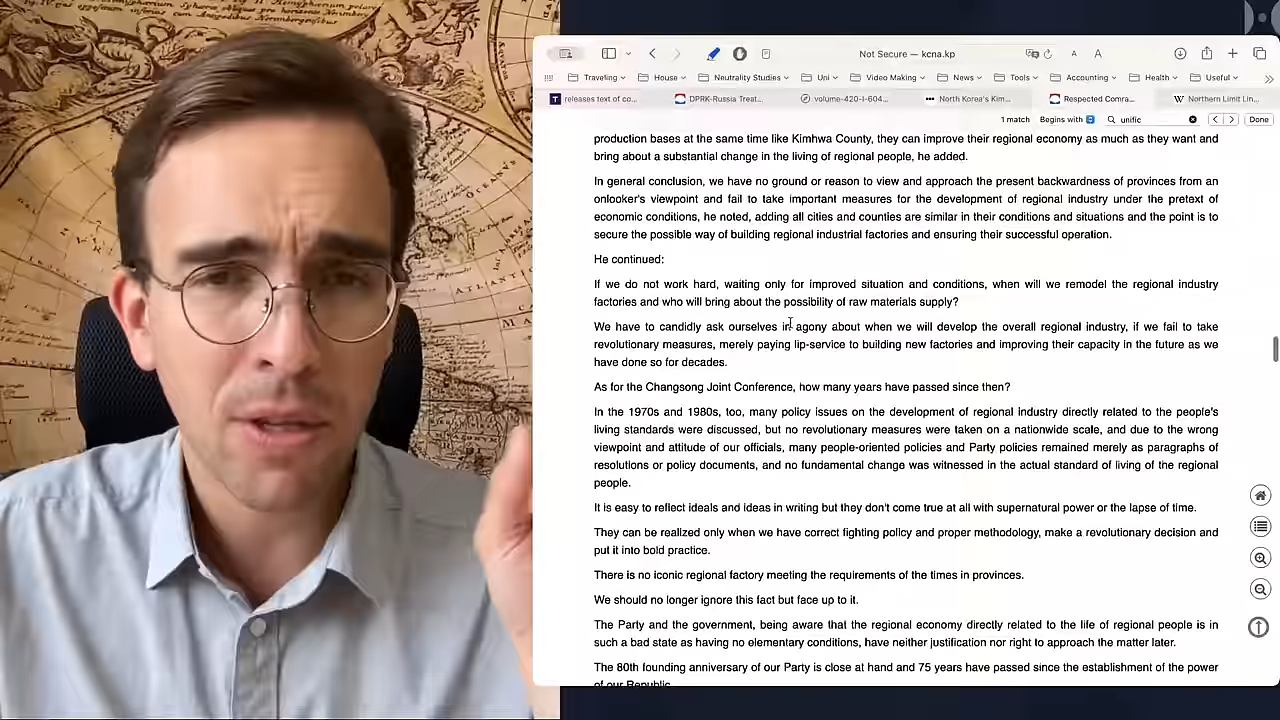 Not Secure — kcna.kp
A A
Traveling House Neutrality Studies Uni Video Making News Tools Accounting Health Useful
T releases text of co... DPRK-Russia Treat... volume-420-I-604... North Korea's Kim... Respected Comra... W Northern Limit Lin...
1 match Begins with unific Done
production bases at the same time like Kimhwa County, they can improve their regional economy as much as they want and
bring about a substantial change in the living of regional people, he added.
In general conclusion, we have no ground or reason to view and approach the present backwardness of provinces from an
onlooker's viewpoint and fail to take important measures for the development of regional industry under the pretext of
economic conditions, he noted, adding all cities and counties are similar in their conditions and situations and the point is to
secure the possible way of building regional industrial factories and ensuring their successful operation.
He continued:
If we do not work hard, waiting only for improved situation and conditions, when will we remodel the regional industry
factories and who will bring about the possibility of raw materials supply?
We have to candidly ask ourselves in agony about when we will develop the overall regional industry, if we fail to take
revolutionary measures, merely paying lip-service to building new factories and improving their capacity in the future as we
have done so for decades.
As for the Changsong Joint Conference, how many years have passed since then?
In the 1970s and 1980s, too, many policy issues on the development of regional industry directly related to the people's
living standards were discussed, but no revolutionary measures were taken on a nationwide scale, and due to the wrong
viewpoint and attitude of our officials, many people-oriented policies and Party policies remained merely as paragraphs of
resolutions or policy documents, and no fundamental change was witnessed in the actual standard of living of the regional
people.
It is easy to reflect ideals and ideas in writing but they don't come true at all with supernatural power or the lapse of time.
They can be realized only when we have correct fighting policy and proper methodology, make a revolutionary decision and
put it into bold practice.
There is no iconic regional factory meeting the requirements of the times in provinces.
We should no longer ignore this fact but face up to it.
The Party and the government, being aware that the regional economy directly related to the life of regional people is in
such a bad state as having no elementary conditions, have neither justification nor right to approach the matter later.
The 80th founding anniversary of our Party is close at hand and 75 years have passed since the establishment of the power
of our Republic.